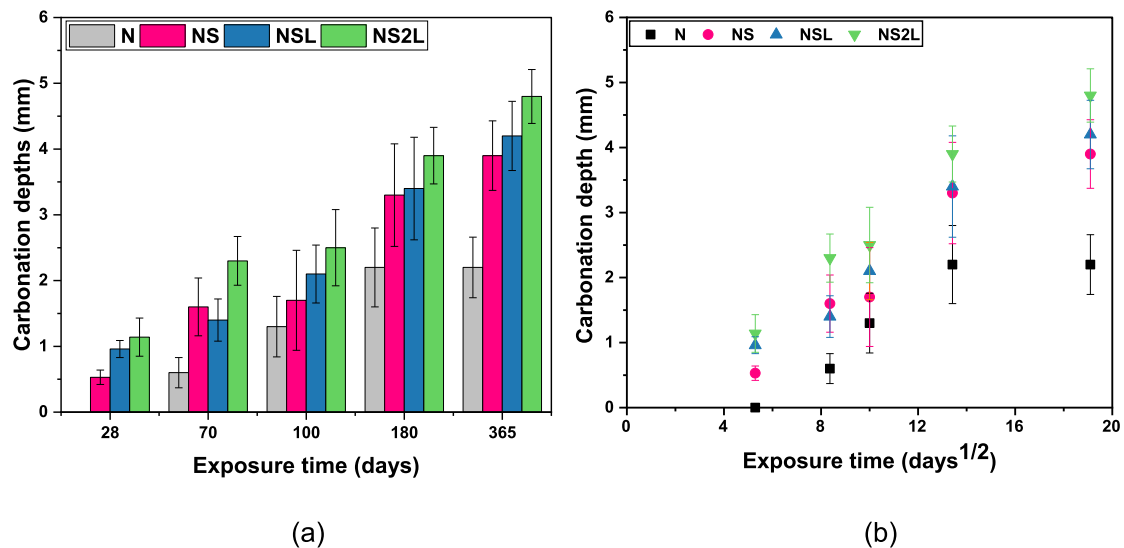 N NS NSL NS2L
Carbonation depths (mm)
6
5
4
3
2
1
0
28 70 100 180 365
Exposure time (days)
(a)
N NS NSL NS2L
Carbonation depth (mm)
6
5
4
3
2
1
0
0 4 8 12 16 20
Exposure time (days1/2)
(b)